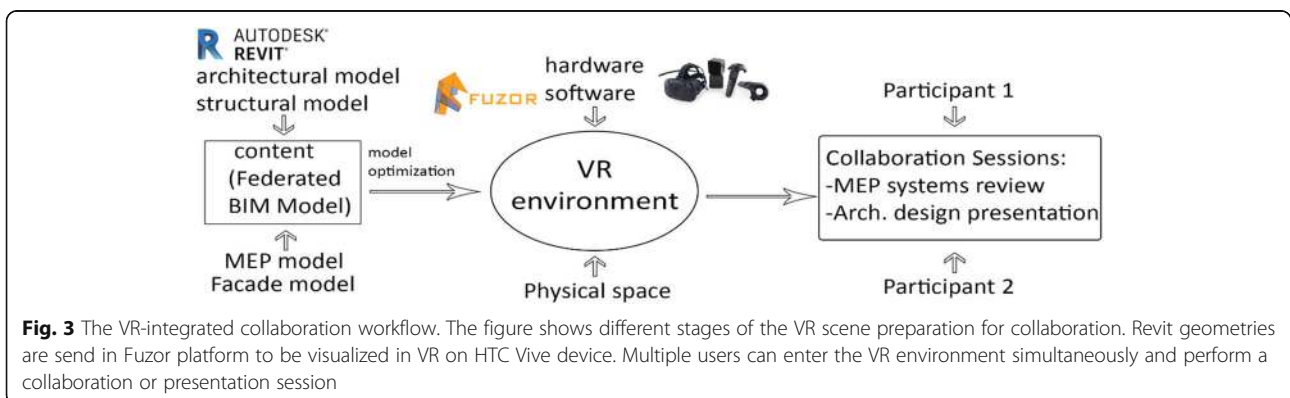 AUTODESK®
REVIT®
architectural model
structural model
content
(Federated
BIM Model)
MEP model
Facade model
model
optimization
FUZOR
hardware
software
VR
environment
Physical space
Participant 1
Collaboration Sessions:
-MEP systems review
-Arch. design presentation
Participant 2
Fig. 3 The VR-integrated collaboration workflow. The figure shows different stages of the VR scene preparation for collaboration. Revit geometries
are send in Fuzor platform to be visualized in VR on HTC Vive device. Multiple users can enter the VR environment simultaneously and perform a
collaboration or presentation session